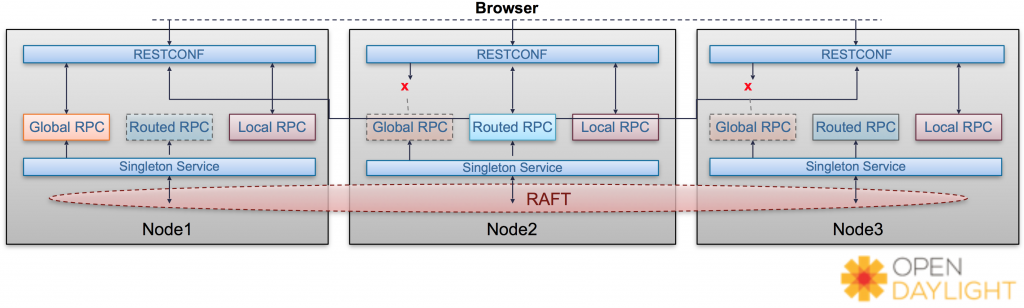 Browser
RESTCONF
RESTCONF
RESTCONF
x
x
Global RPC
Routed RPC
Local RPC
Global RPC
Routed RPC
Local RPC
Global RPC
Routed RPC
Local RPC
Singleton Service
Singleton Service
Singleton Service
RAFT
Node1
Node2
Node3
OPEN
DAYLIGHT